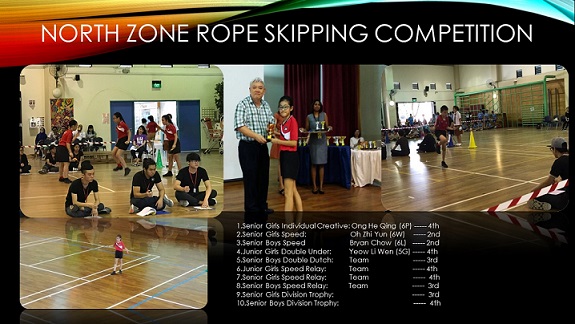 NORTH ZONE ROPE SKIPPING COMPETITION
1.Senior Girls Individual Creative: Ong He Qing (6P) ----- 4th
2.Senior Girls Speed: Oh Zhi Yun (6W) ----- 2nd
3.Senior Boys Speed Bryan Chow (6L) ----- 2nd
4.Junior Girls Double Under: Yeow Li Wen (5G) ----- 4th
5.Senior Boys Double Dutch: Team ----- 3rd
6.Junior Girls Speed Relay: Team ----- 4th
7.Senior Girls Speed Relay: Team ----- 4th
8.Senior Boys Speed Relay: Team ----- 3rd
9.Senior Girls Division Trophy: ----- 3rd
10.Senior Boys Division Trophy: ----- 4th